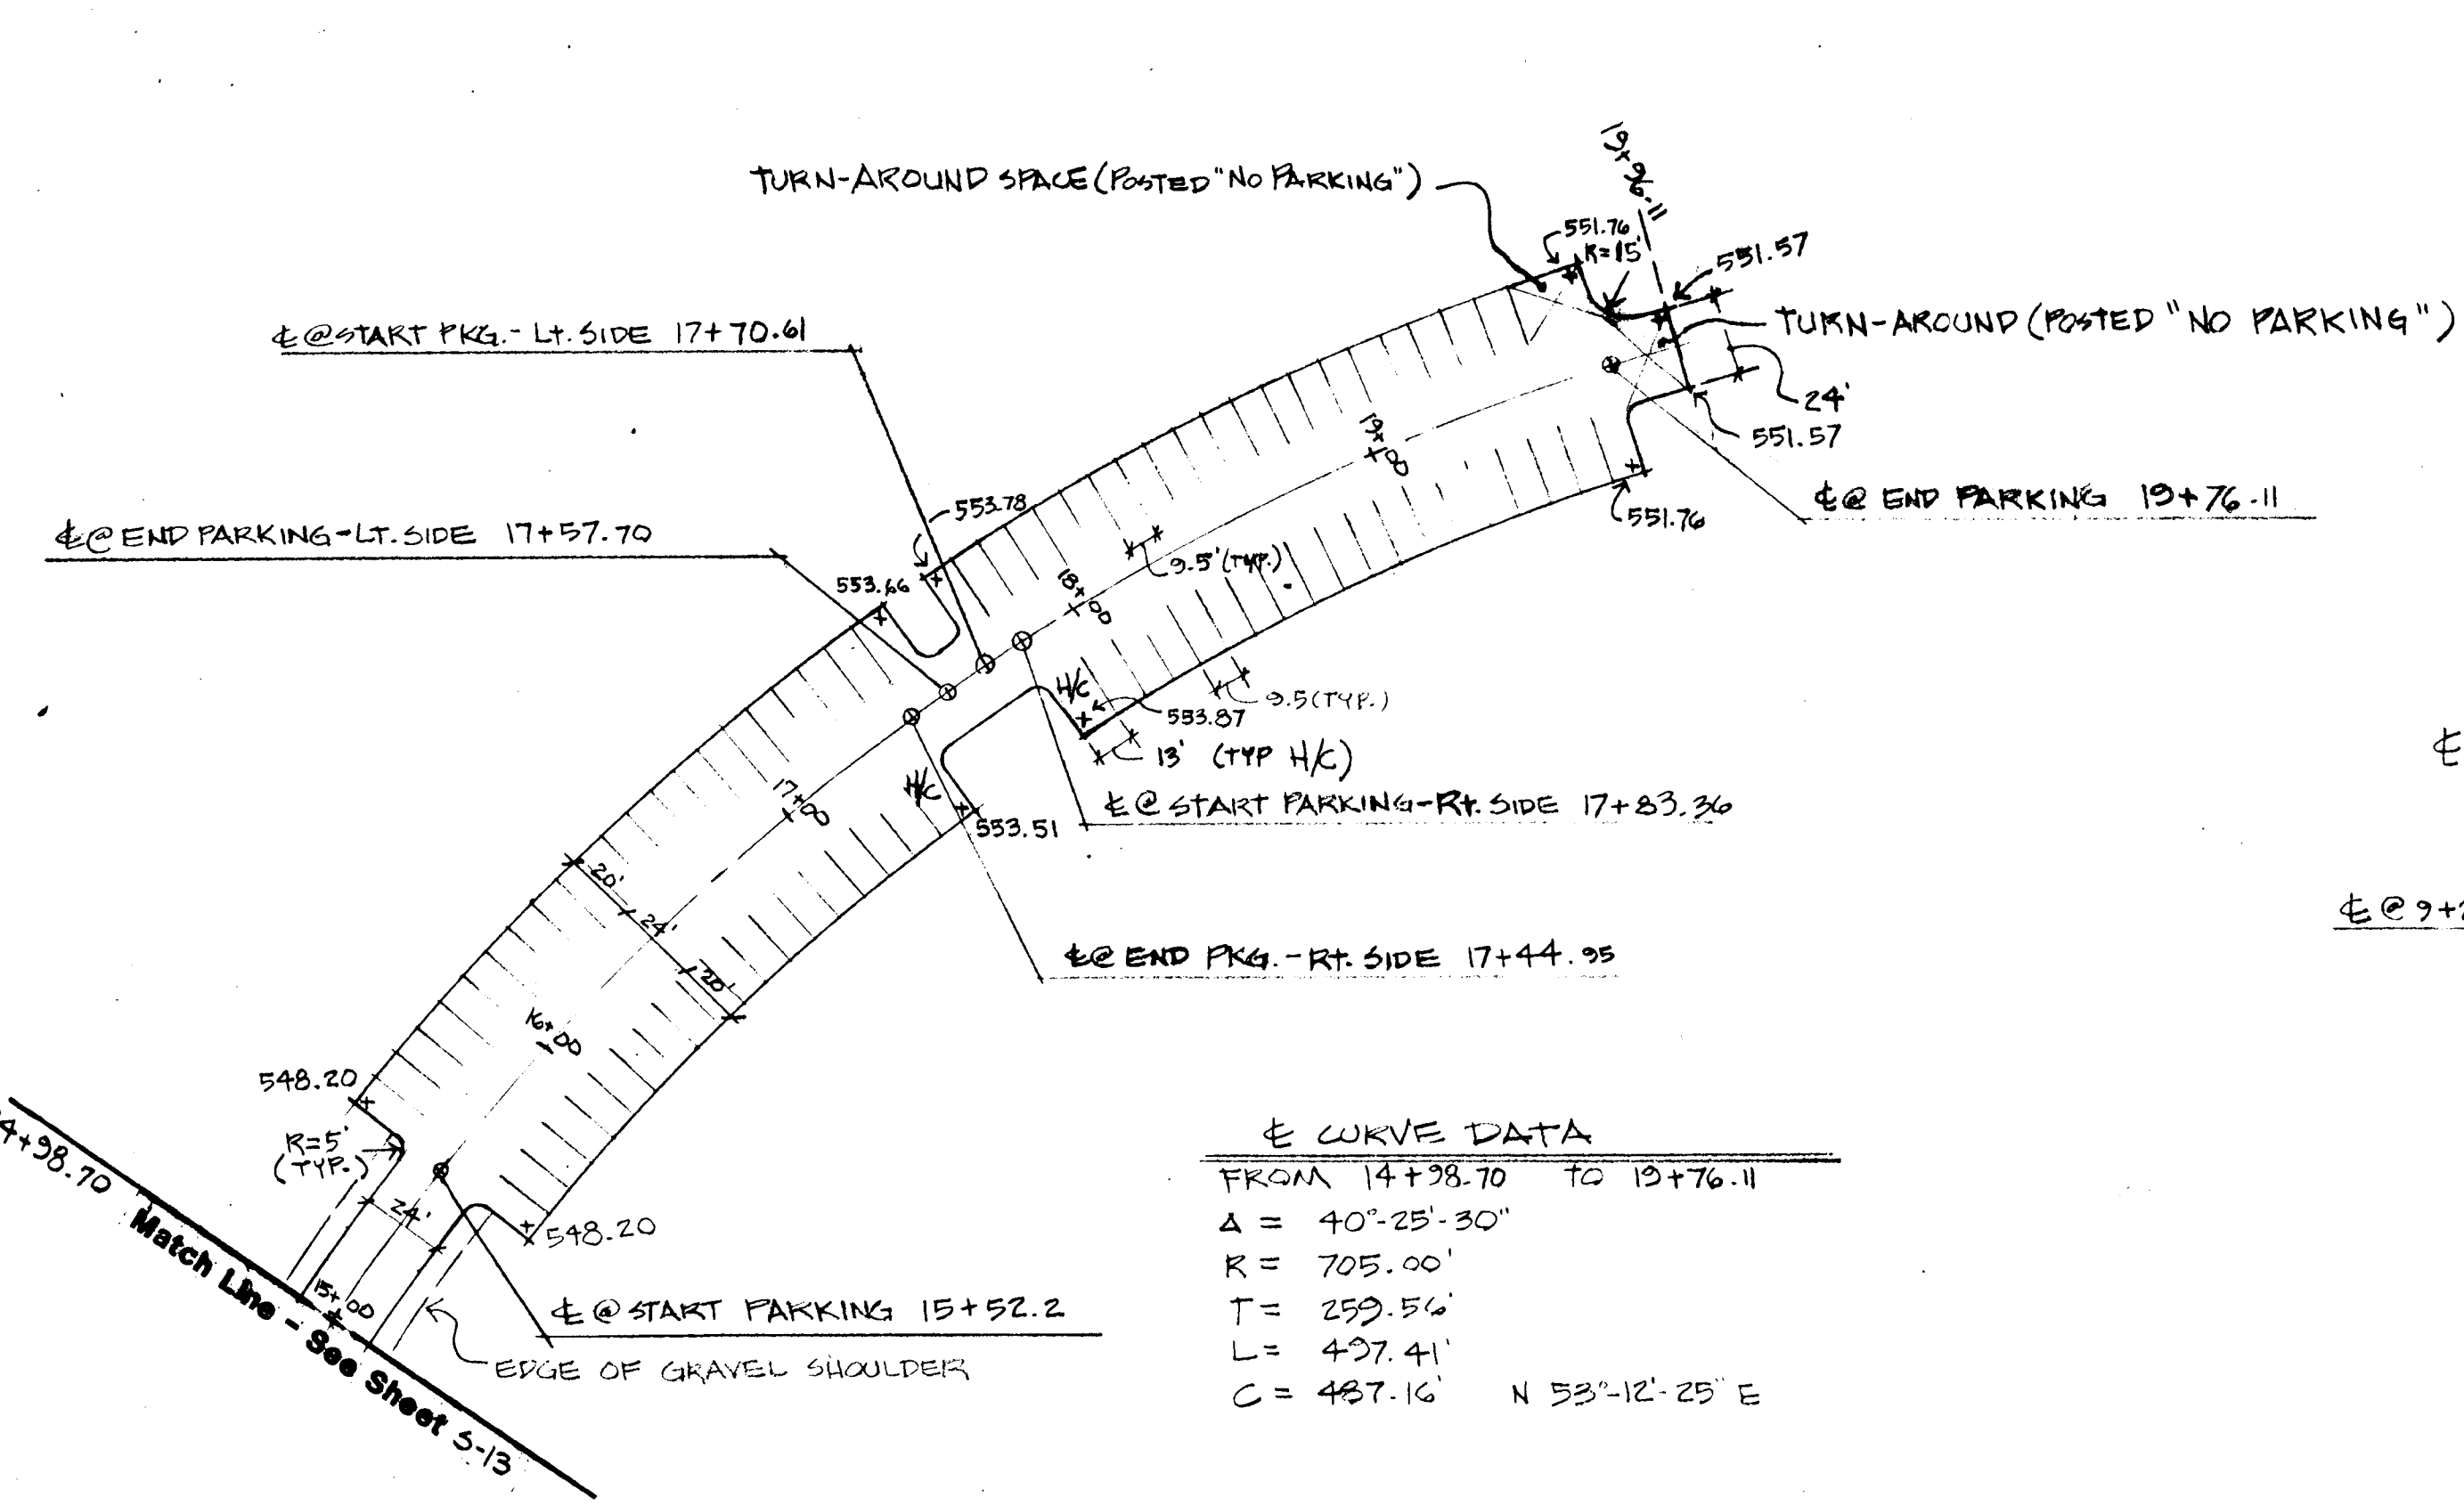 19+96.11
TURN-AROUND SPACE (POSTED "NO PARKING")
551.76
R=15'
551.57
TURN-AROUND (POSTED "NO PARKING")
℄ @ START PKG. - Lt. SIDE 17+70.61
24'
19+00
551.57
℄ @ END PARKING 19+76.11
553.78
551.76
℄ @ END PARKING - LT. SIDE 17+57.70
9.5' (TYP.)
553.66
18+00
H/C
9.5 (TYP.)
553.87
13' (TYP H/C)
℄
17+00
H/C
℄ @ START PARKING - Rt. SIDE 17+83.36
553.51
20'
24'
20'
℄ @ 9+2
℄ @ END PKG. - Rt. SIDE 17+44.95
16+00
548.20
R=5'
(TYP.)
24'
548.20
4+98.70 Match Line - See Sheet S-13
15+00
℄ @ START PARKING 15+52.2
EDGE OF GRAVEL SHOULDER
℄ CURVE DATA
FROM 14+98.70 TO 19+76.11
Δ = 40°-25'-30"
R = 705.00'
T = 259.56'
L = 497.41'
C = 487.16' N 53°-12'-25" E